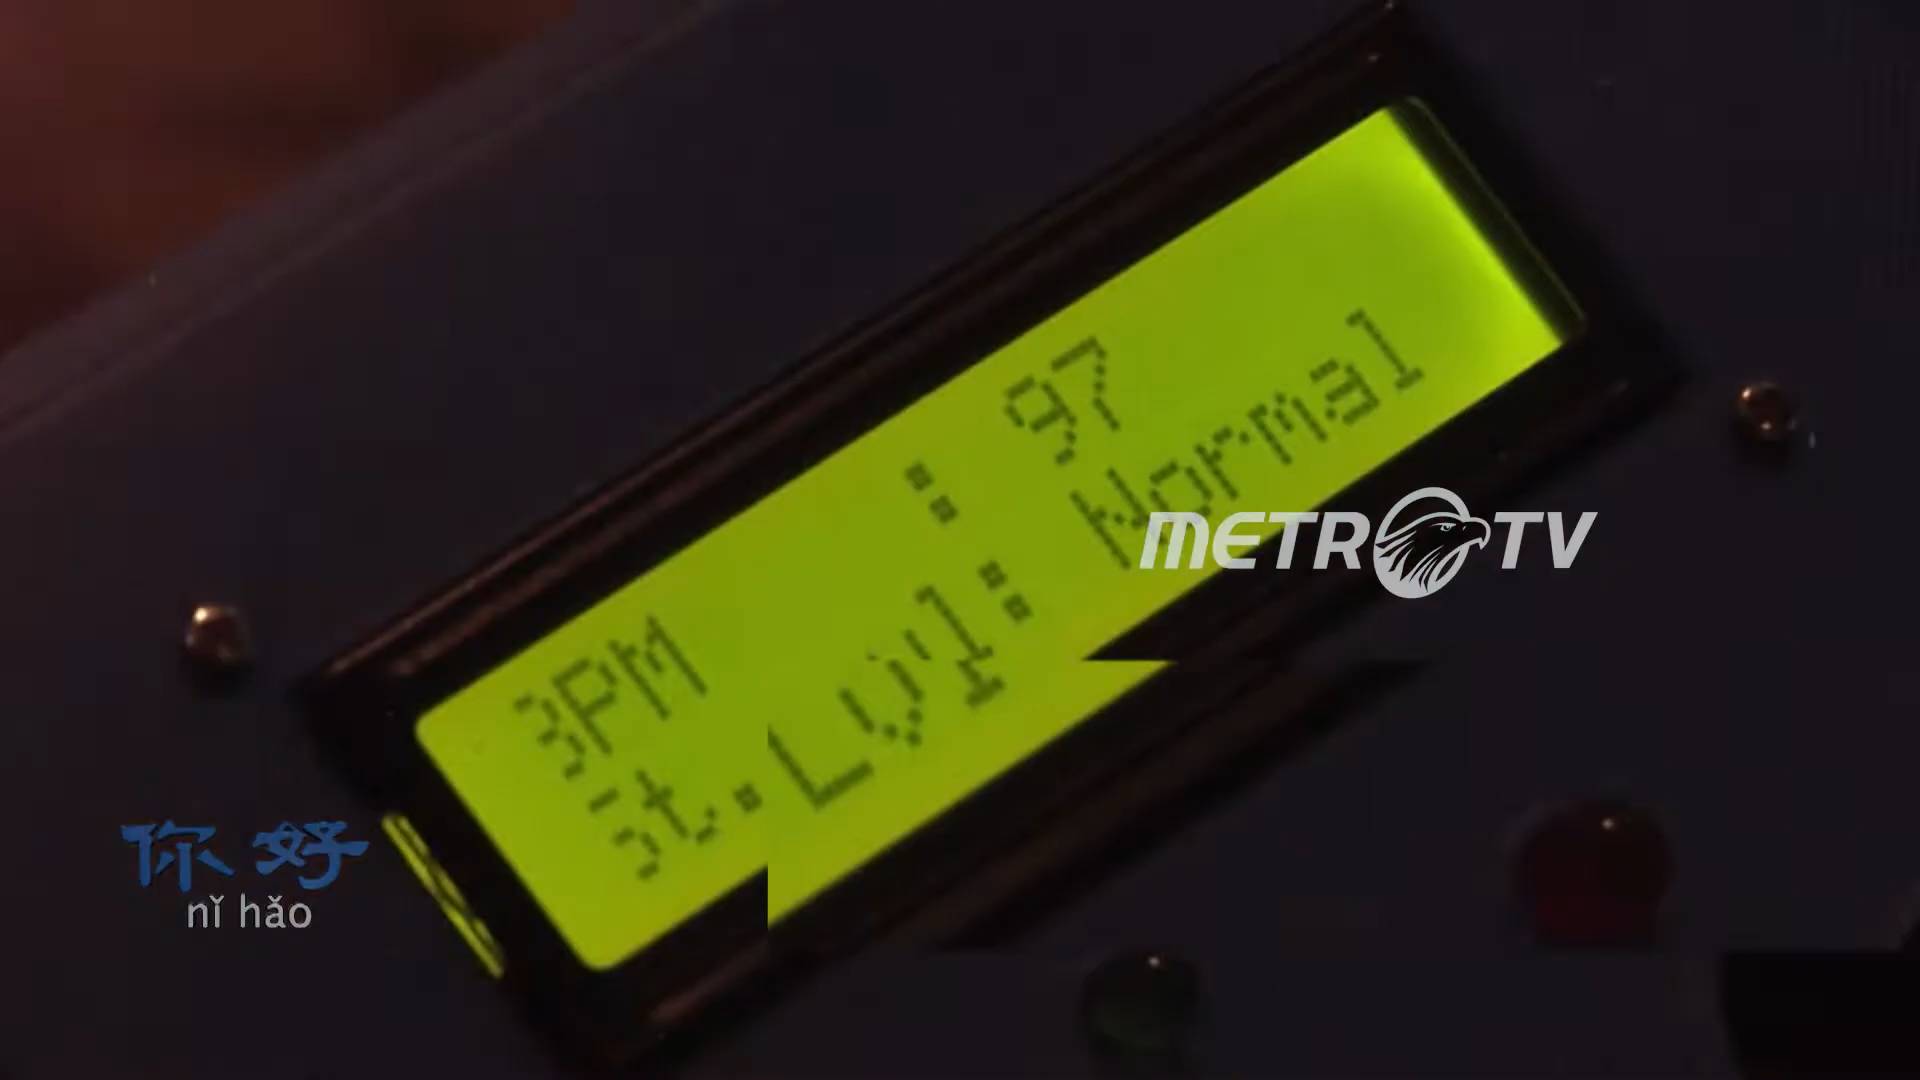 BPM : 97
St.Lvl: Normal
METRO TV
你好
nǐ hǎo